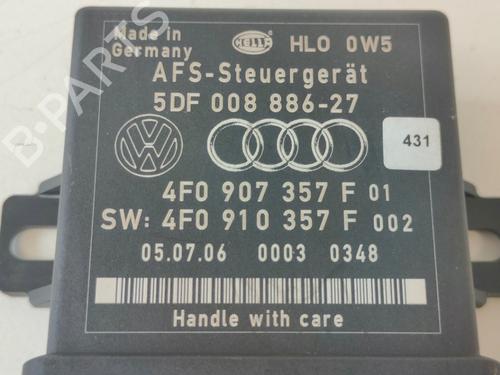 Made in
Germany
HELLA
HLO 0W5
AFS-Steuergerät
5DF 008 886-27
431
4F0 907 357 F 01
SW: 4F0 910 357 F 002
05.07.06 0003 0348
Handle with care
B-PARTS